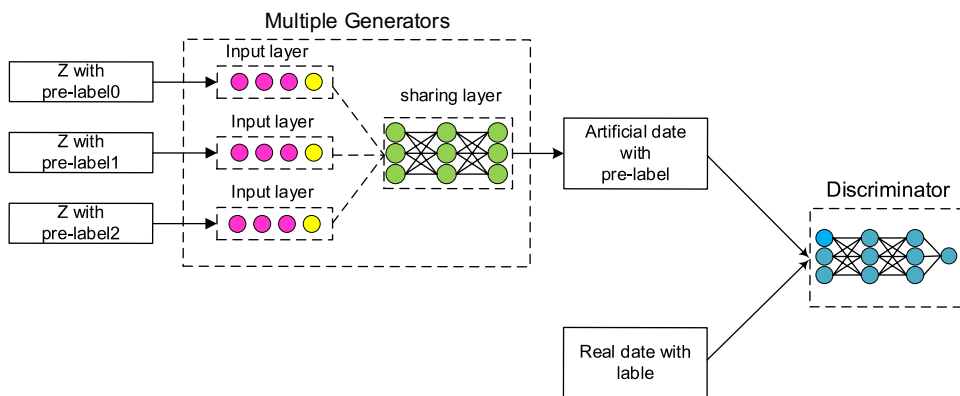 Multiple Generators
Input layer
Z with
pre-label0
sharing layer
Input layer
Z with
pre-label1
Artificial date
with
pre-label
Input layer
Z with
pre-label2
Discriminator
Real date with
lable